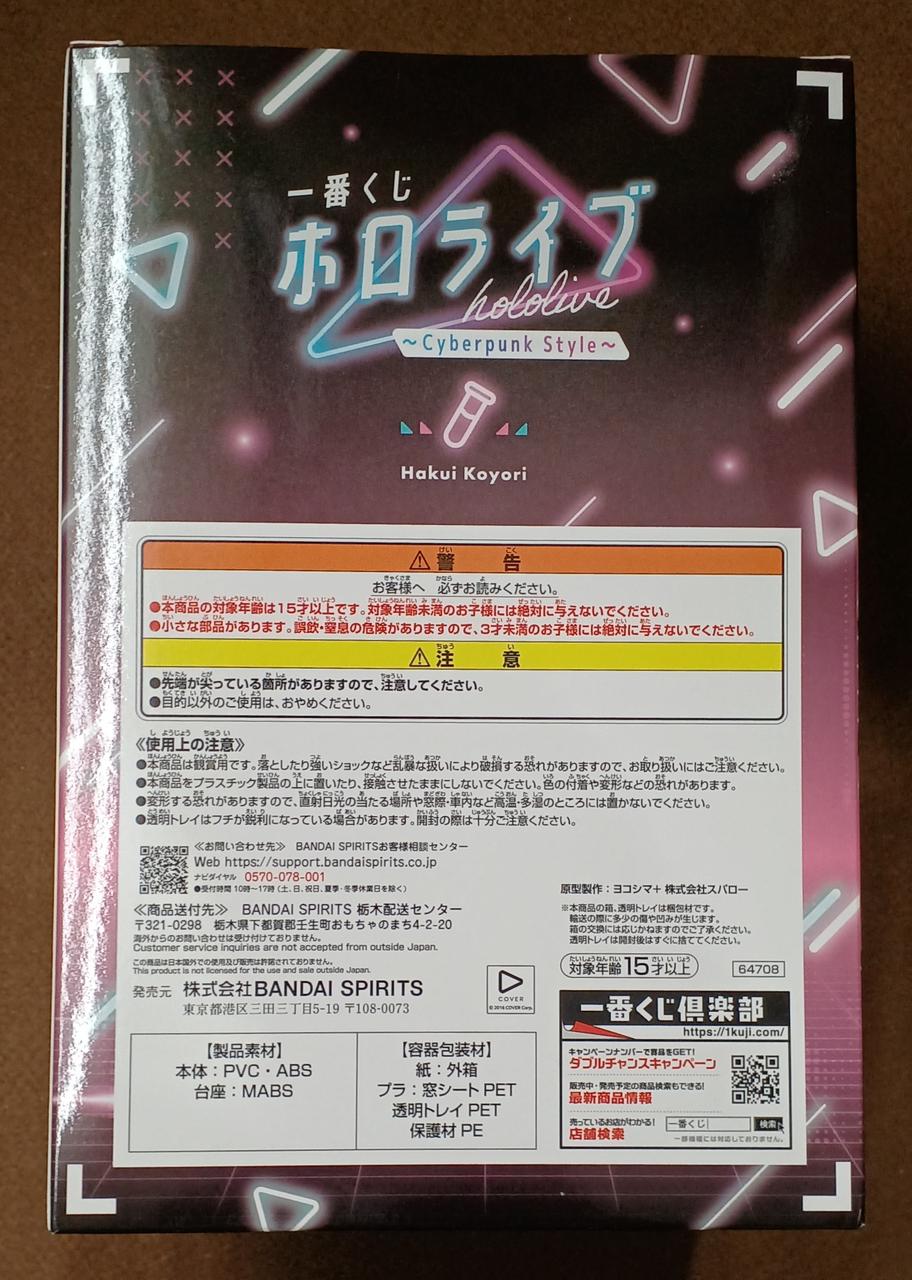 一番くじ
ホロライブ
hololive
～Cyberpunk Style～
Hakui Koyori
⚠警告
お客様へ 必ずお読みください。
●本商品の対象年齢は15才以上です。対象年齢未満のお子様には絶対に与えないでください。
●小さな部品があります。誤飲・窒息の危険がありますので、3才未満のお子様には絶対に与えないでください。
⚠注意
●先端が尖っている箇所がありますので、注意してください。
●目的以外のご使用は、おやめください。
《使用上の注意》
●本商品は観賞用です。落としたり強いショックなど乱暴な扱いにより破損する恐れがありますので、お取り扱いにはご注意ください。
●本商品をプラスチック製品の上に置いたり、接触させたままにしないでください。色の付着や変形などの恐れがあります。
●変形する恐れがありますので、直射日光の当たる場所や窓際・車内など高温・多湿のところには置かないでください。
●透明トレイはフチが鋭利になっている場合があります。開封の際は十分ご注意ください。
≪お問い合わせ先≫ BANDAI SPIRITSお客様相談センター
Web https://support.bandaispirits.co.jp
ナビダイヤル 0570-078-001
●受付時間 10時～17時（土、日、祝日、夏季・冬季休業日を除く）
≪商品送付先≫ BANDAI SPIRITS 栃木配送センター
〒321-0298 栃木県下都賀郡壬生町おもちゃのまち4-2-20
海外からのお問い合わせは受け付けておりません。
Customer service inquiries are not accepted from outside Japan.
この商品は日本国外での使用及び販売は許諾されておりません。
This product is not licensed for the use and sale outside Japan.
発売元 株式会社BANDAI SPIRITS
東京都港区三田三丁目5-19 〒108-0073
COVER
© 2016 COVER Corp.
原型製作：ヨコシマ＋ 株式会社スパロー
※本商品の箱、透明トレイは梱包材です。
輸送の際に多少の傷や凹みが生じます。
箱の交換には応じかねますのでご了承ください。
透明トレイは開封後はすぐに捨ててください。
対象年齢15才以上
64708
【製品素材】
本体：PVC・ABS
台座：MABS
【容器包装材】
紙：外箱
プラ：窓シート PET
透明トレイ PET
保護材 PE
一番くじ倶楽部
https://1kuji.com/
キャンペーンナンバーで賞品をGET!
ダブルチャンスキャンペーン
販売中・発売予定の商品検索もできる!
最新商品情報
売っているお店がわかる!
店舗検索
一番くじ
検索
一部機種には対応しておりません。